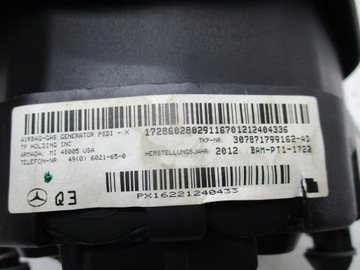 AIRBAG-GAS GENERATOR PSDI - X
TP HOLDING INC
ARMADA, MI 48005 USA
TELEFON-NR: 49(0) 6021-65-0
17286028029116701212404336
TKP-NR 307871799162-AD
HERSTELLUNGSJAHR: 2012 BAM-PT1-1722
Q3
PX16221240433